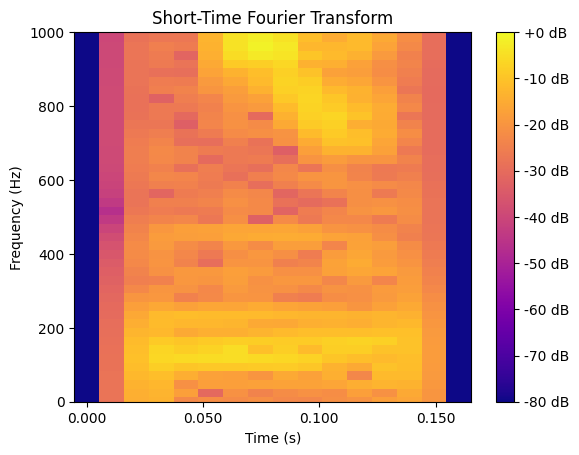 Short-Time Fourier Transform
1000
800
600
400
200
0
Frequency (Hz)
0.000
0.050
0.100
0.150
Time (s)
+0 dB
-10 dB
-20 dB
-30 dB
-40 dB
-50 dB
-60 dB
-70 dB
-80 dB